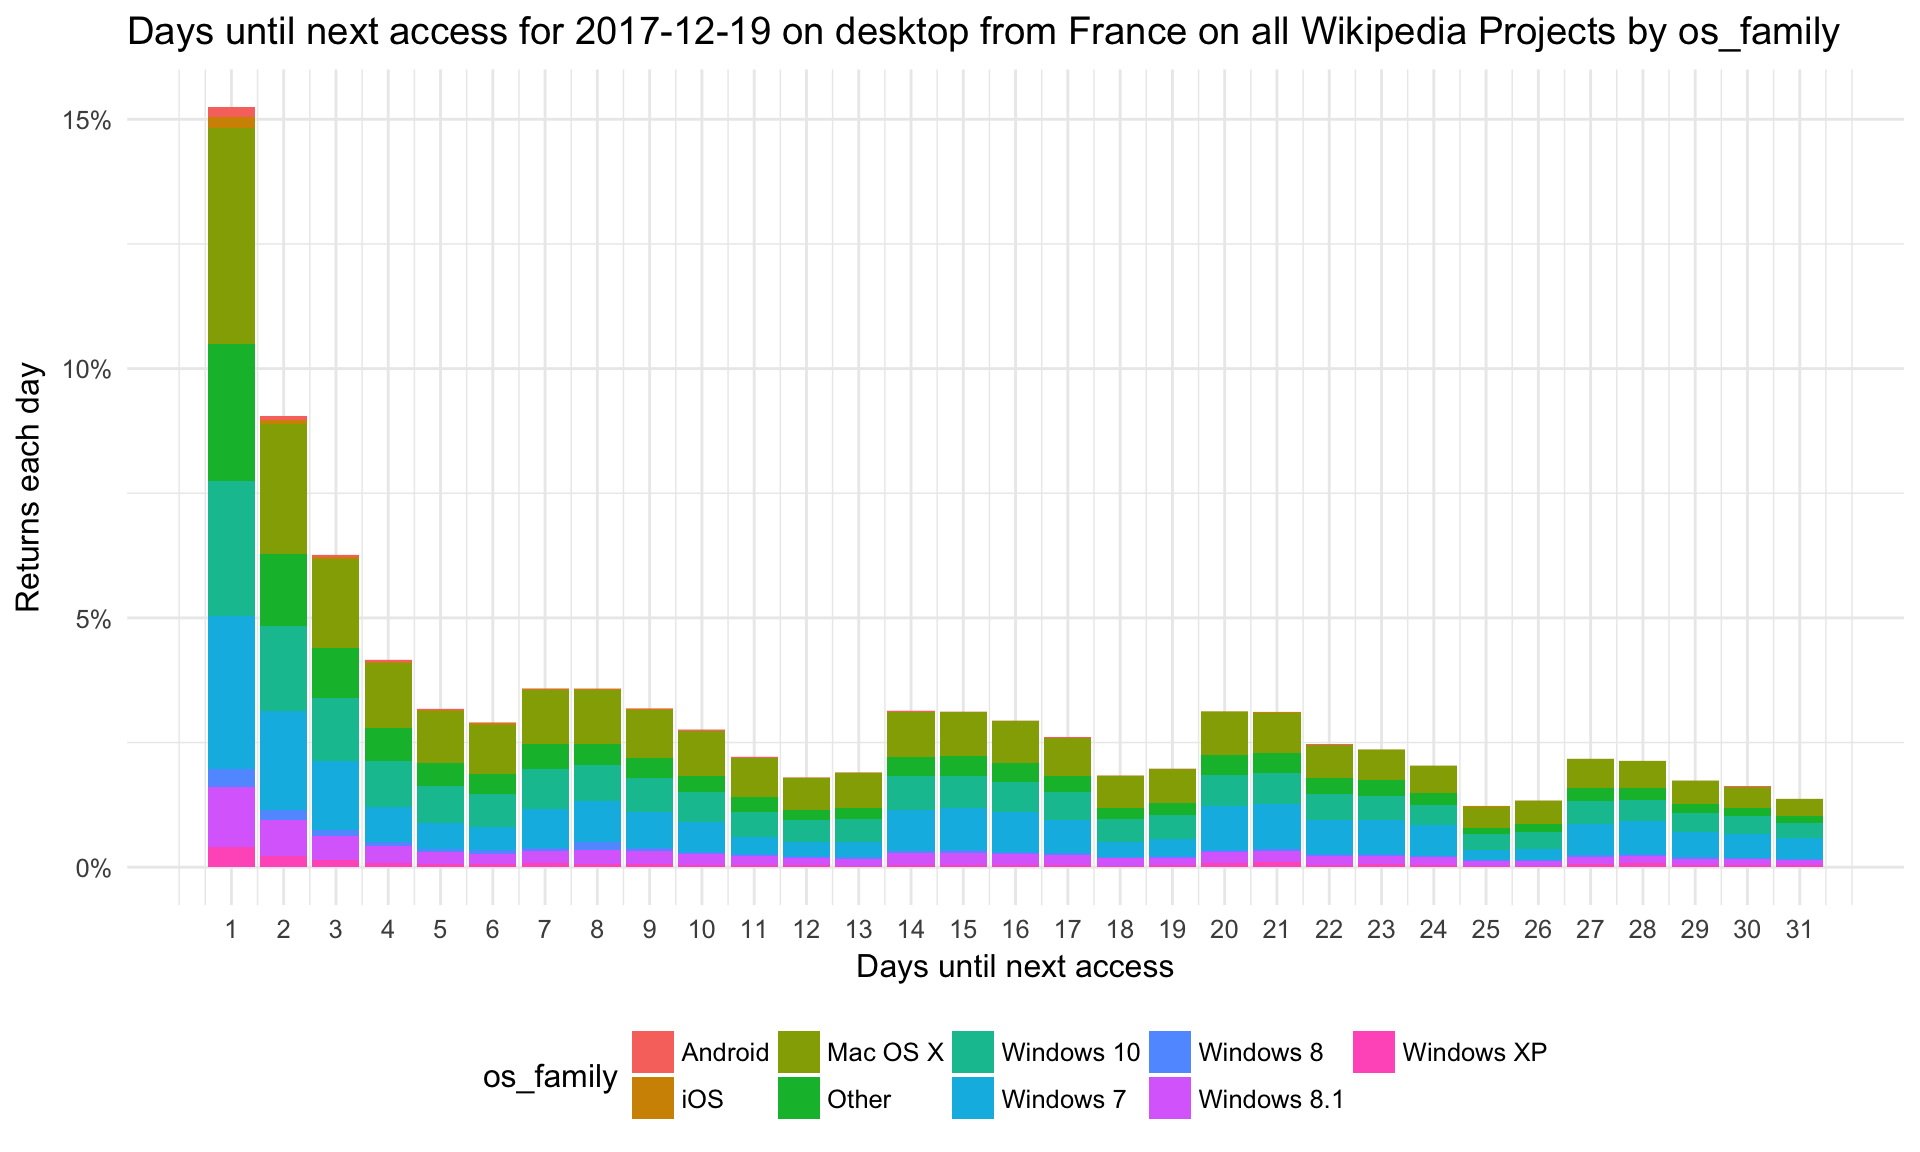 Days until next access for 2017-12-19 on desktop from France on all Wikipedia Projects by os_family
Returns each day
15%
10%
5%
0%
1 2 3 4 5 6 7 8 9 10 11 12 13 14 15 16 17 18 19 20 21 22 23 24 25 26 27 28 29 30 31
Days until next access
os_family
Android Mac OS X Windows 10 Windows 8 Windows XP
iOS Other Windows 7 Windows 8.1